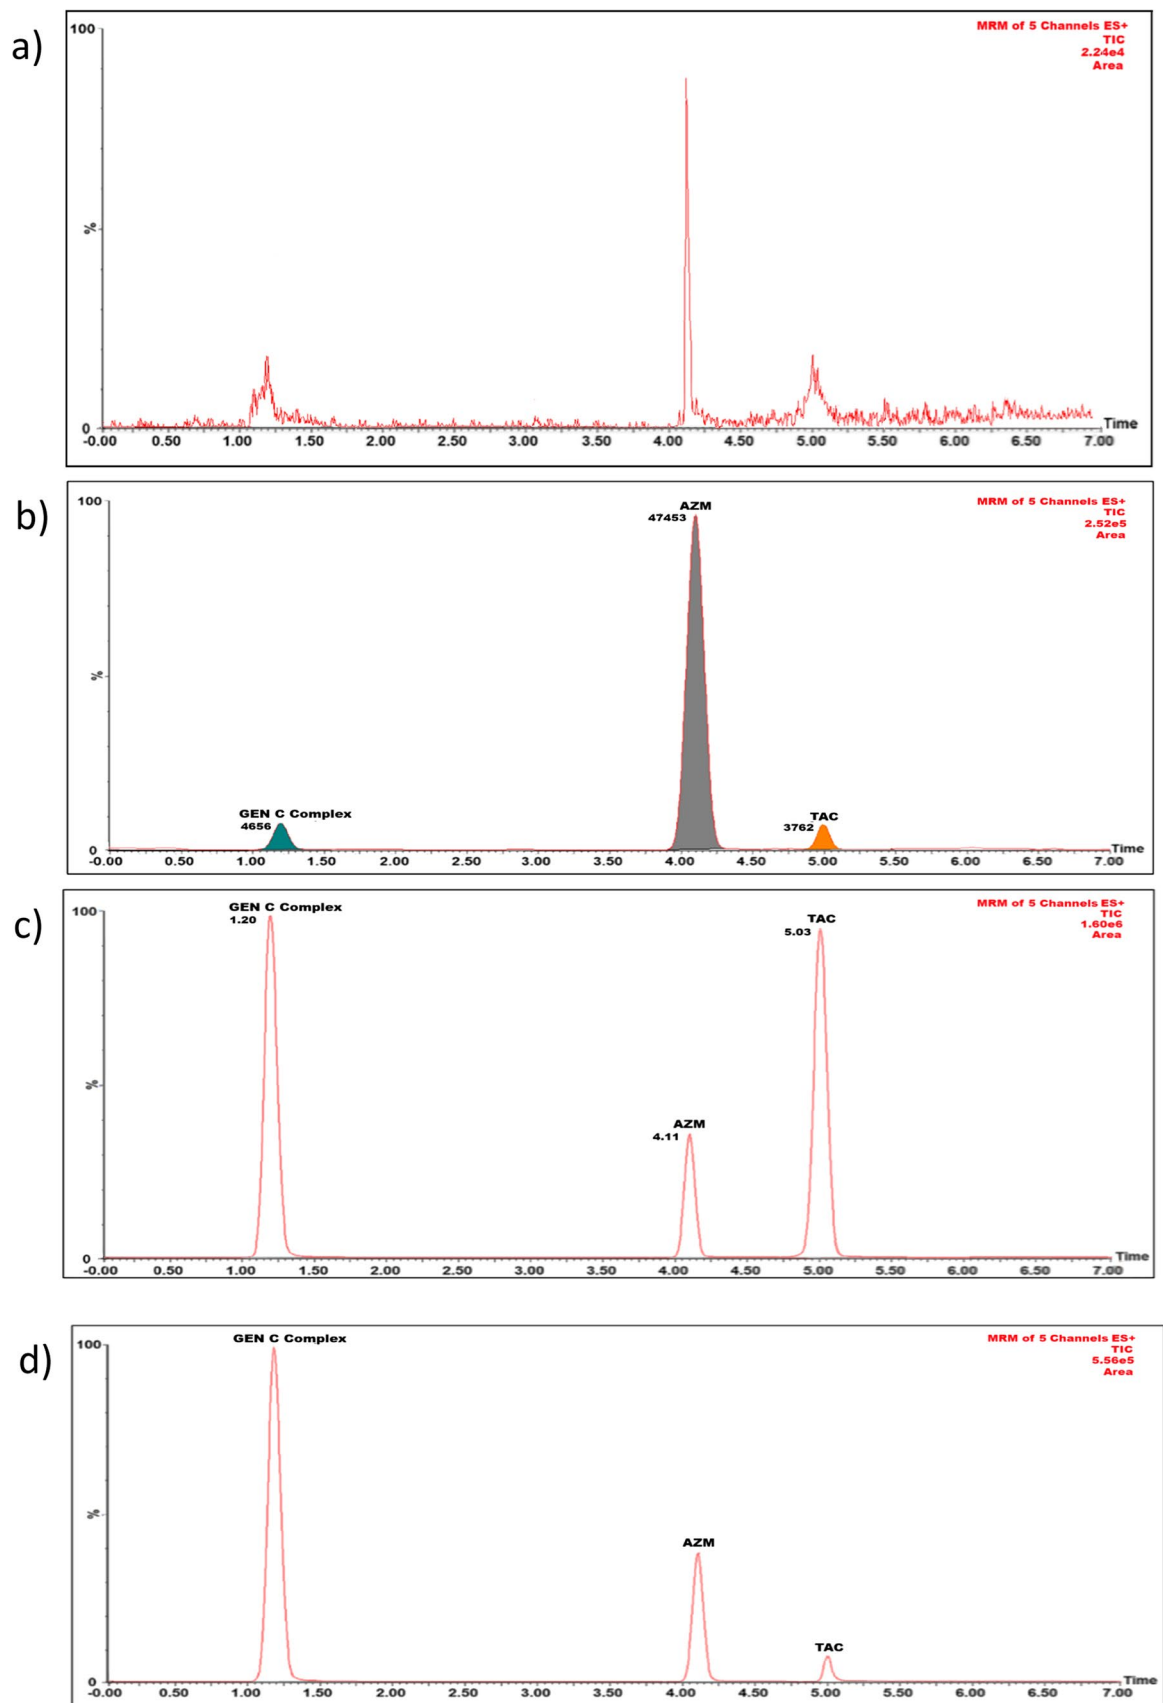 a)
100
MRM of 5 Channels ES+
TIC
2.24e4
Area
%
0
-0.00 0.50 1.00 1.50 2.00 2.50 3.00 3.50 4.00 4.50 5.00 5.50 6.00 6.50 7.00 Time
b)
100
MRM of 5 Channels ES+
TIC
2.52e5
Area
AZM
47453
%
GEN C Complex
4656
TAC
3762
0
-0.00 0.50 1.00 1.50 2.00 2.50 3.00 3.50 4.00 4.50 5.00 5.50 6.00 6.50 7.00 Time
c)
100
MRM of 5 Channels ES+
TIC
1.60e6
Area
GEN C Complex
1.20
TAC
5.03
%
AZM
4.11
0
-0.00 0.50 1.00 1.50 2.00 2.50 3.00 3.50 4.00 4.50 5.00 5.50 6.00 6.50 7.00 Time
d)
100
GEN C Complex
MRM of 5 Channels ES+
TIC
5.56e5
Area
%
AZM
TAC
0
-0.00 0.50 1.00 1.50 2.00 2.50 3.00 3.50 4.00 4.50 5.00 5.50 6.00 6.50 7.00 Time